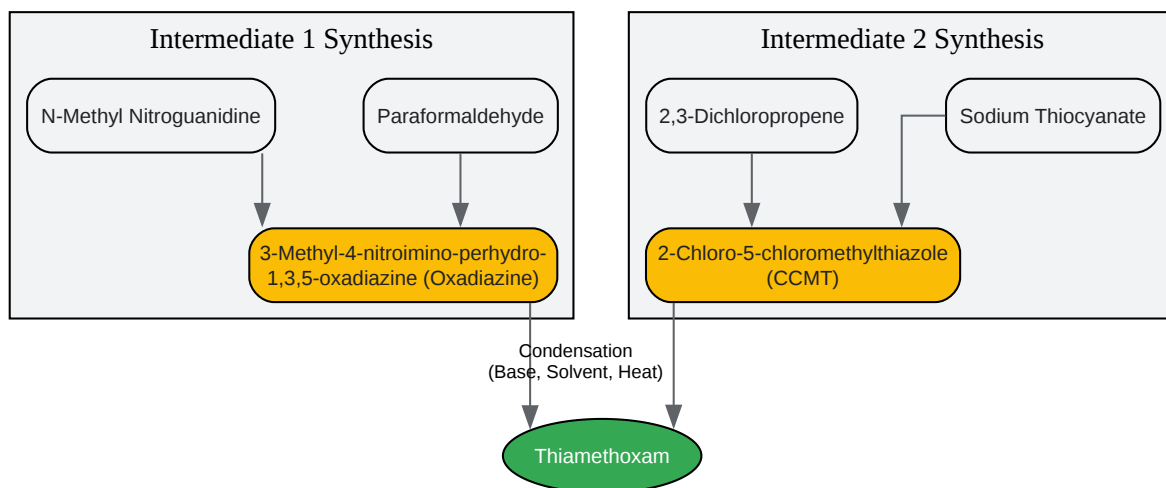 Intermediate 1 Synthesis
Intermediate 2 Synthesis
N-Methyl Nitroguanidine
Paraformaldehyde
2,3-Dichloropropene
Sodium Thiocyanate
3-Methyl-4-nitroimino-perhydro-
1,3,5-oxadiazine (Oxadiazine)
2-Chloro-5-chloromethylthiazole
(CCMT)
Condensation
(Base, Solvent, Heat)
Thiamethoxam